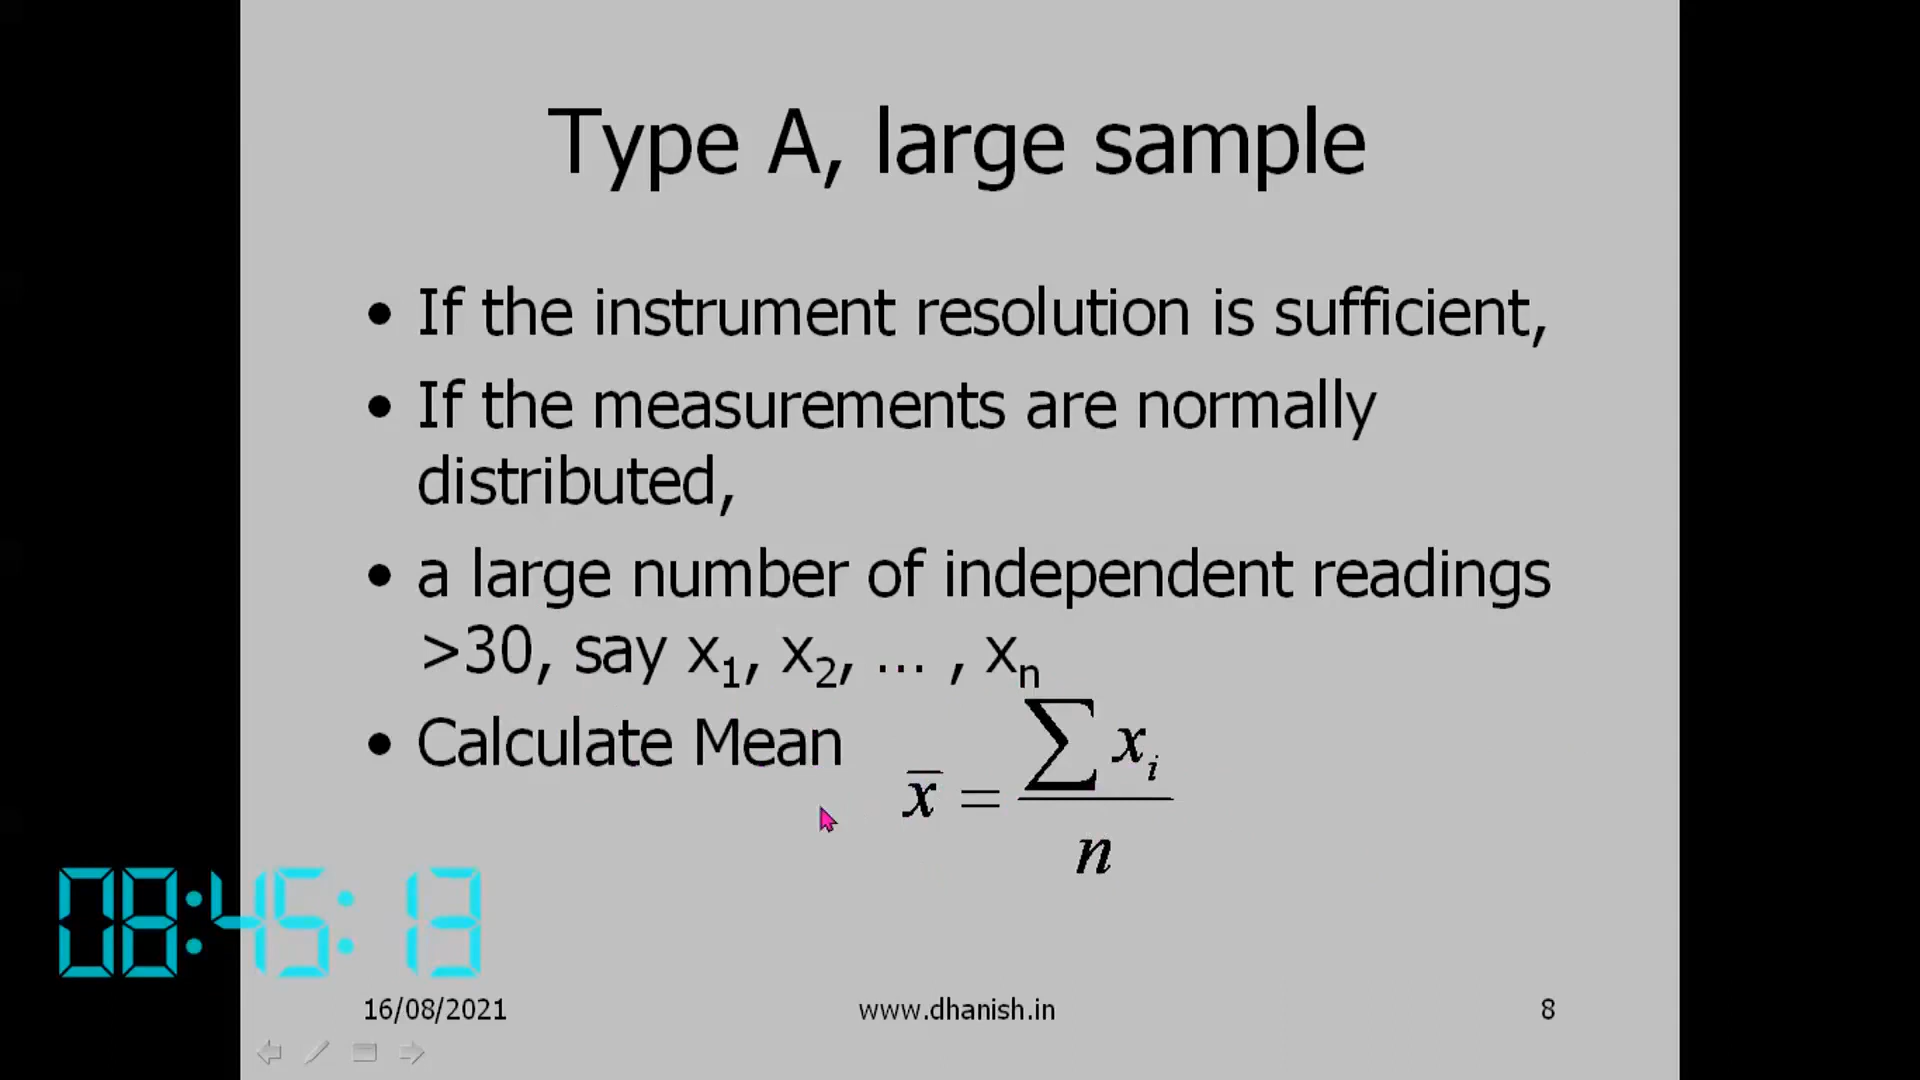 Type A, large sample
• If the instrument resolution is sufficient,
• If the measurements are normally
distributed,
• a large number of independent readings
>30, say x₁, x₂, … , xₙ
• Calculate Mean x̄ = ∑xᵢ / n
08:45:13
16/08/2021 www.dhanish.in 8